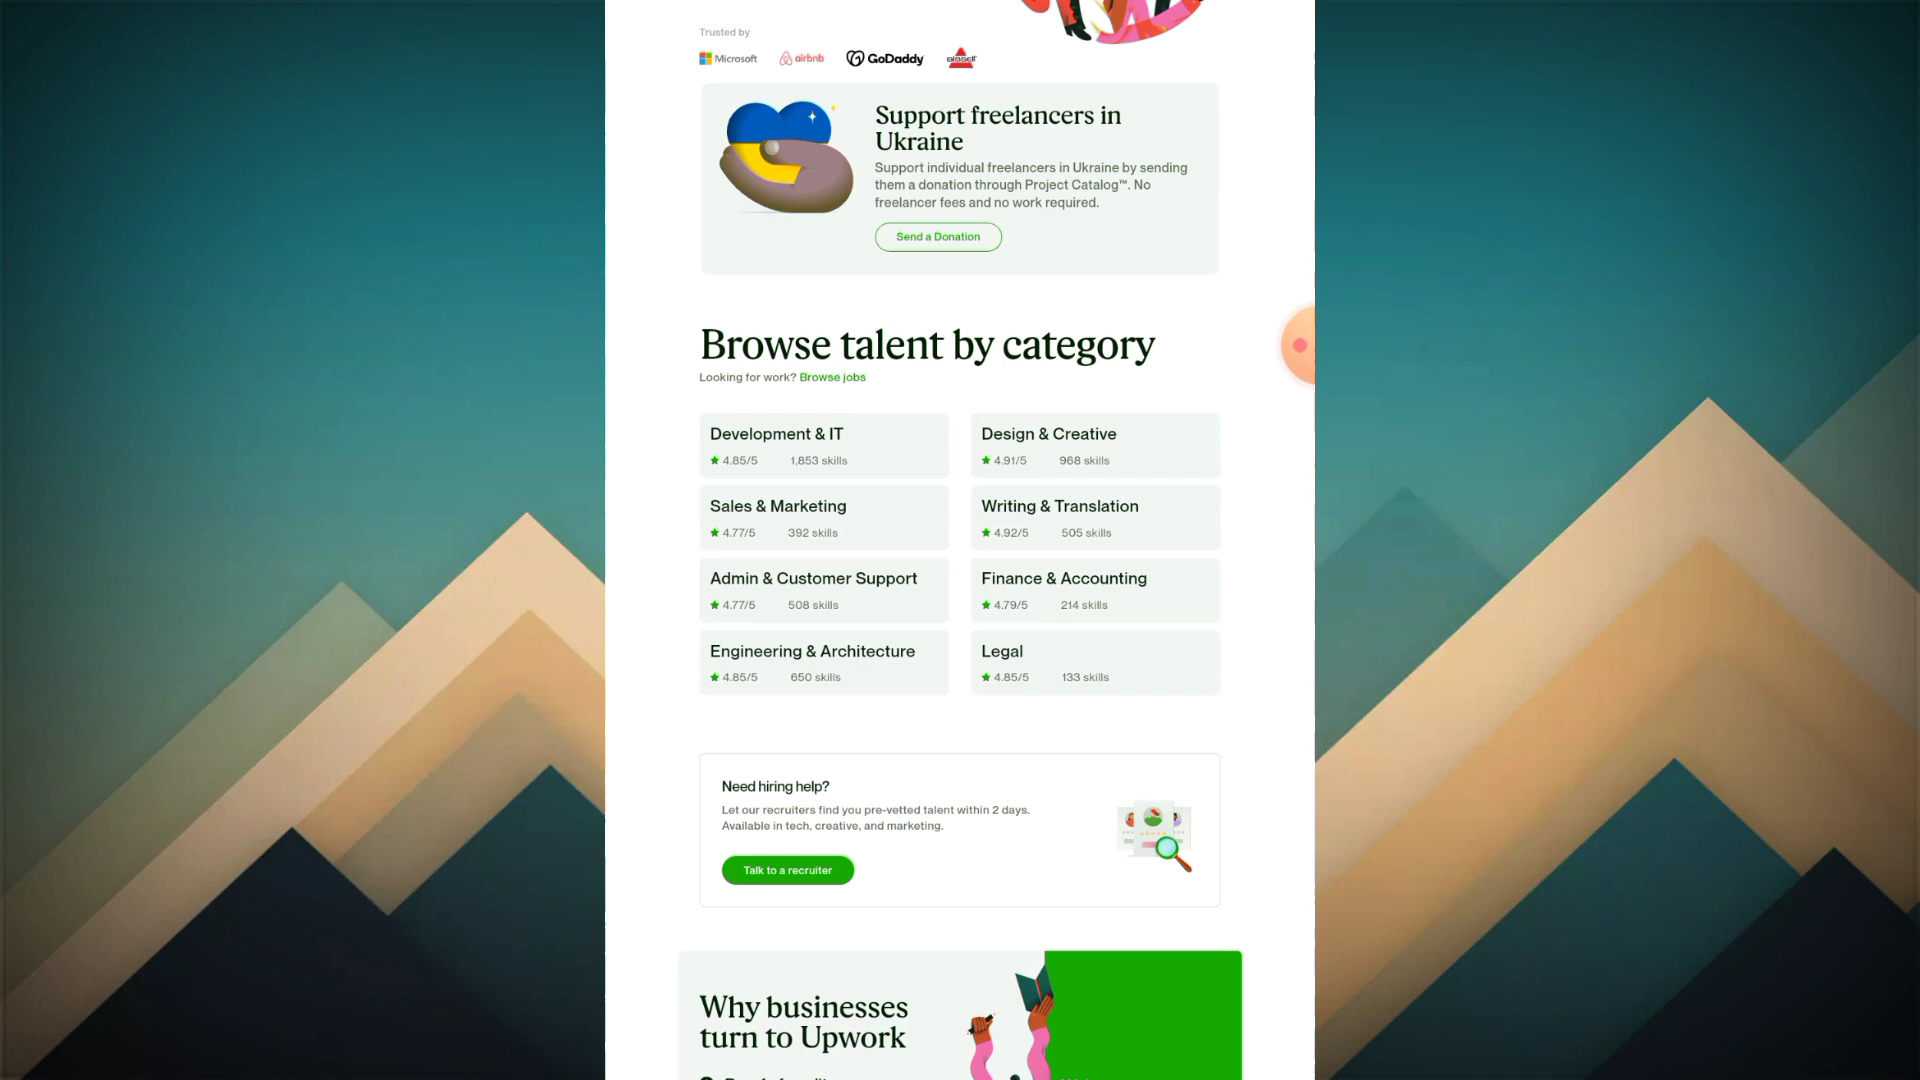 Trusted by
Microsoft airbnb GoDaddy BISSELL
Support freelancers in
Ukraine
Support individual freelancers in Ukraine by sending
them a donation through Project Catalog™. No
freelancer fees and no work required.
Send a Donation
Browse talent by category
Looking for work? Browse jobs
Development & IT
4.85/5 1,853 skills
Design & Creative
4.91/5 968 skills
Sales & Marketing
4.77/5 392 skills
Writing & Translation
4.92/5 505 skills
Admin & Customer Support
4.77/5 508 skills
Finance & Accounting
4.79/5 214 skills
Engineering & Architecture
4.85/5 650 skills
Legal
4.85/5 133 skills
Need hiring help?
Let our recruiters find you pre-vetted talent within 2 days.
Available in tech, creative, and marketing.
Talk to a recruiter
Why businesses
turn to Upwork